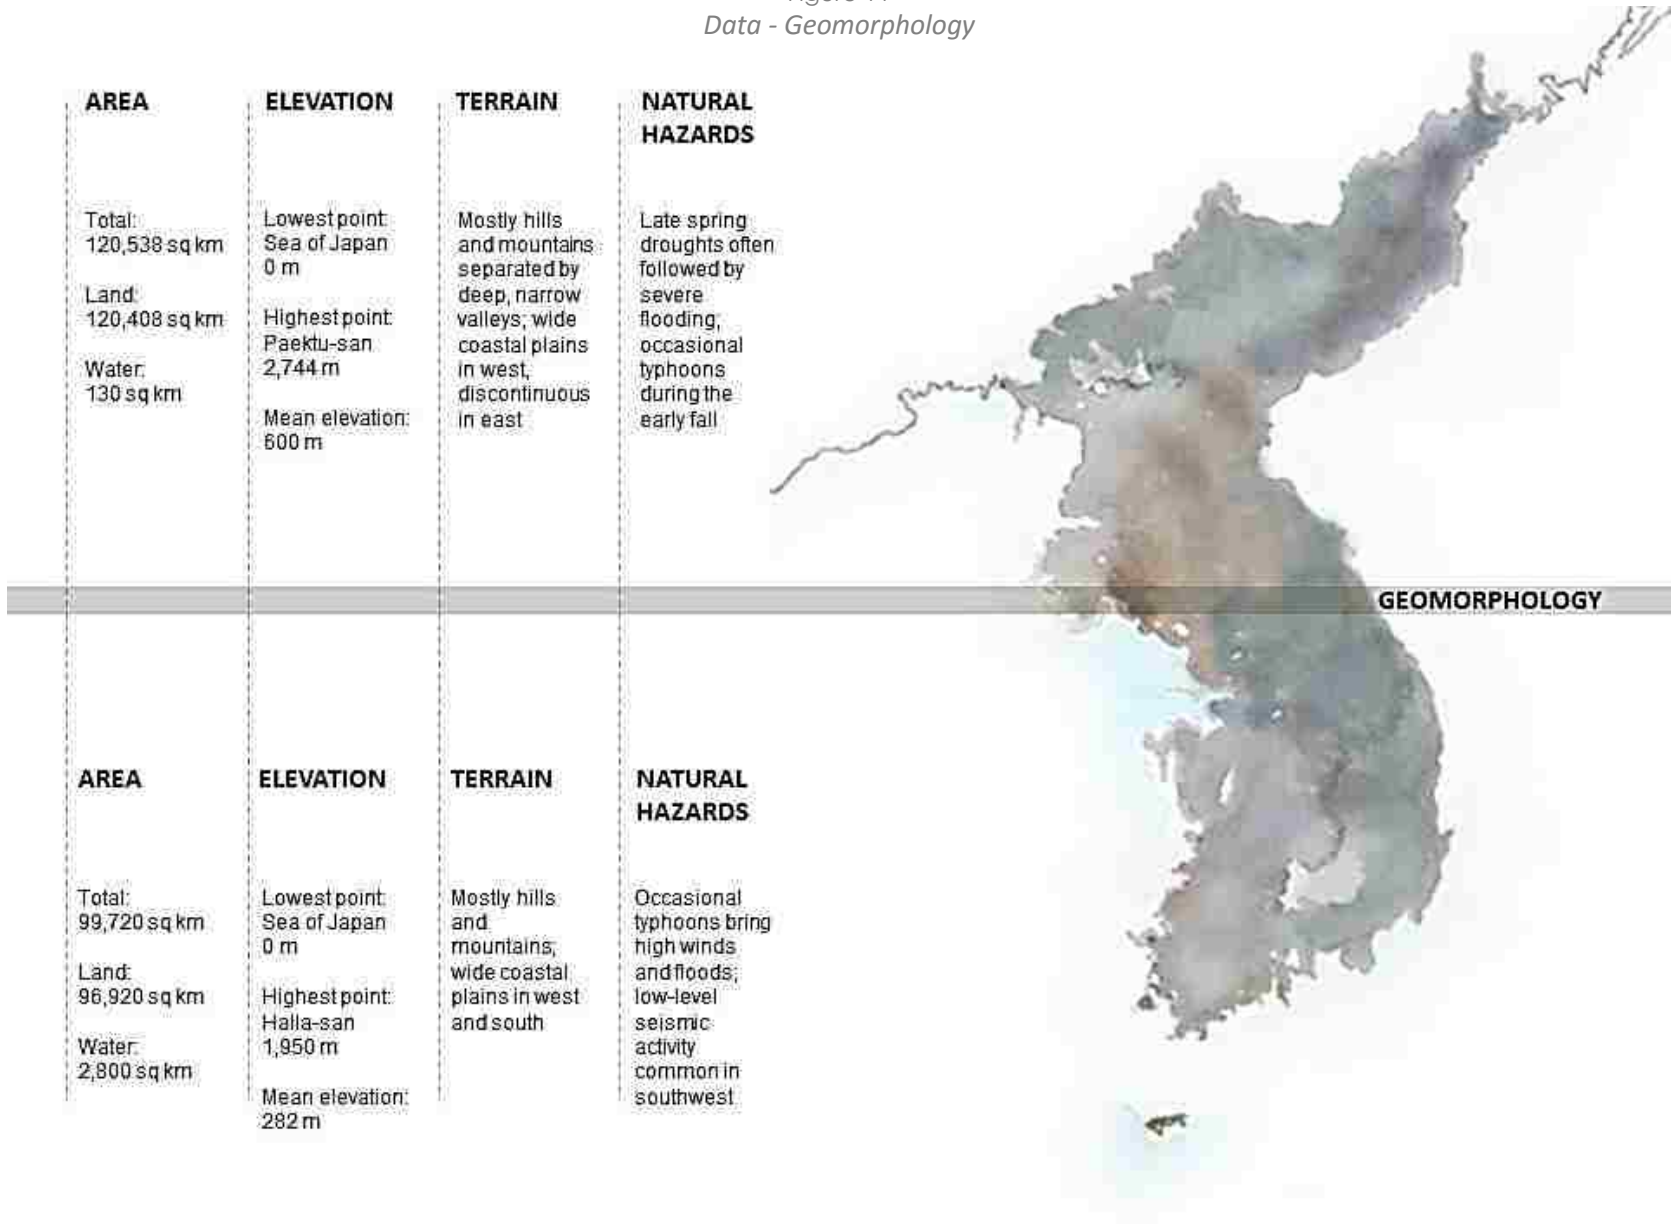 Data - Geomorphology
AREA
Total:
120,538 sq km
Land:
120,408 sq km
Water:
130 sq km
ELEVATION
Lowest point:
Sea of Japan
0 m
Highest point:
Paektu-san
2,744 m
Mean elevation:
600 m
TERRAIN
Mostly hills
and mountains
separated by
deep, narrow
valleys; wide
coastal plains
in west,
discontinuous
in east
NATURAL
HAZARDS
Late spring
droughts often
followed by
severe
flooding;
occasional
typhoons
during the
early fall
GEOMORPHOLOGY
AREA
Total:
99,720 sq km
Land:
96,920 sq km
Water:
2,800 sq km
ELEVATION
Lowest point:
Sea of Japan
0 m
Highest point:
Halla-san
1,950 m
Mean elevation:
282 m
TERRAIN
Mostly hills
and
mountains;
wide coastal
plains in west
and south
NATURAL
HAZARDS
Occasional
typhoons bring
high winds
and floods;
low-level
seismic
activity
common in
southwest